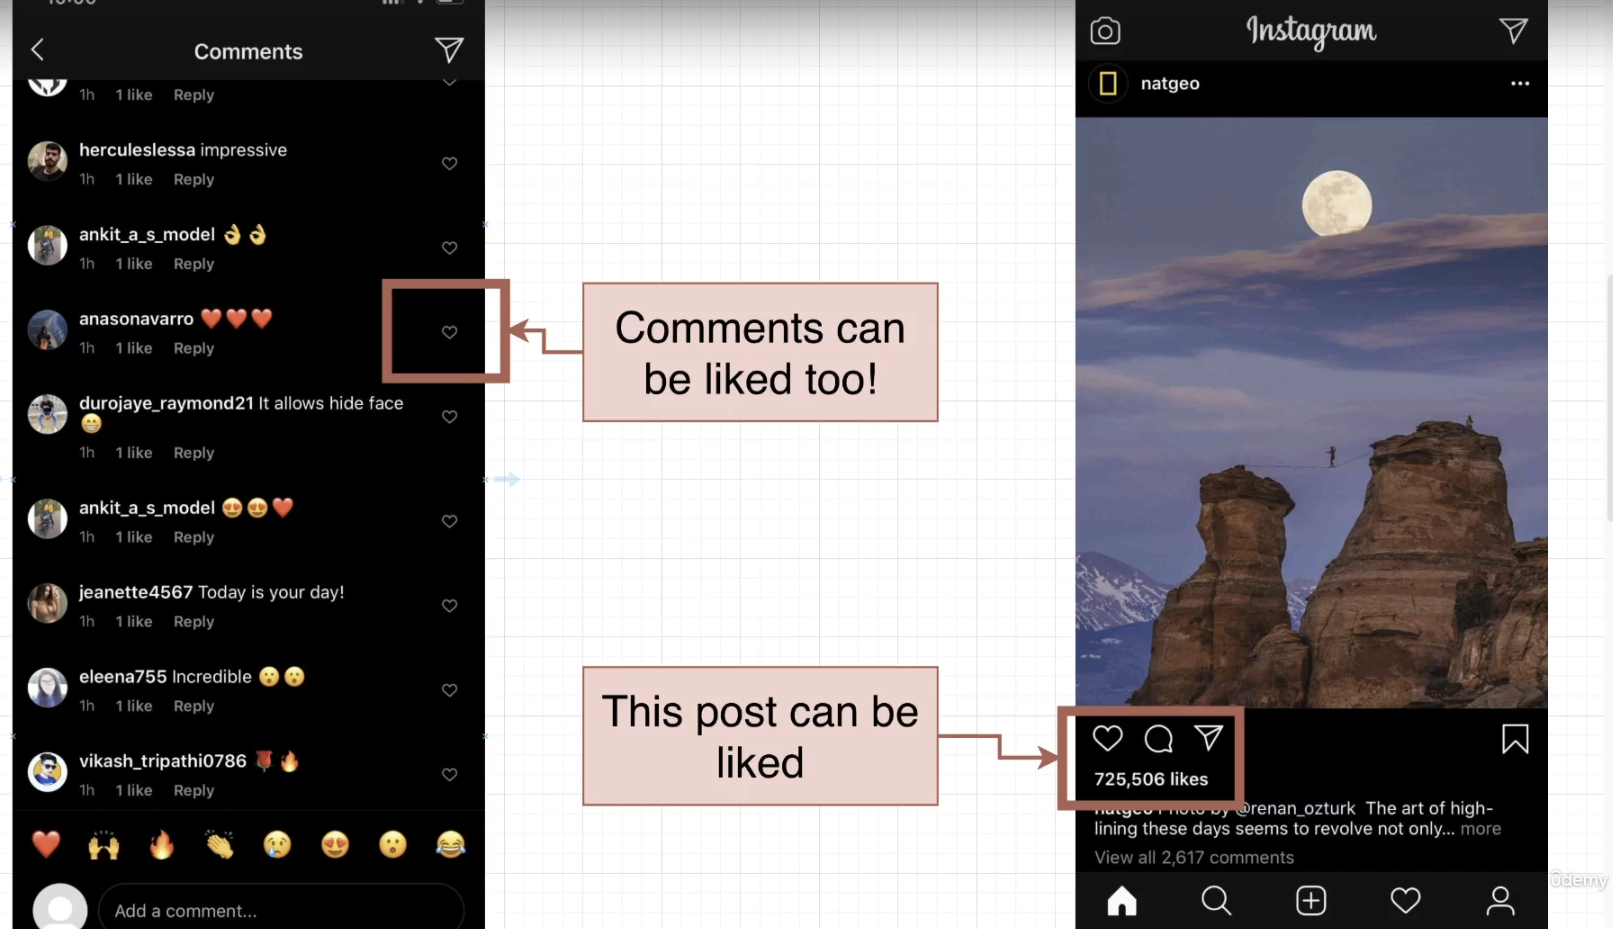 Comments
1h 1 like Reply
herculeslessa impressive
1h 1 like Reply
ankit_a_s_model 👌👌
1h 1 like Reply
anasonavarro ❤️❤️❤️
1h 1 like Reply
durojaye_raymond21 It allows hide face
😁
1h 1 like Reply
ankit_a_s_model 😍😍❤️
1h 1 like Reply
jeanette4567 Today is your day!
1h 1 like Reply
eleena755 Incredible 😮😮
1h 1 like Reply
vikash_tripathi0786 🌹🔥
1h 1 like Reply
❤️🙌🔥👏😢😍😮😂
Add a comment...
Comments can
be liked too!
This post can be
liked
Instagram
natgeo
725,506 likes
natgeo Photo by @renan_ozturk The art of high-
lining these days seems to revolve not only... more
View all 2,617 comments
ûdemy